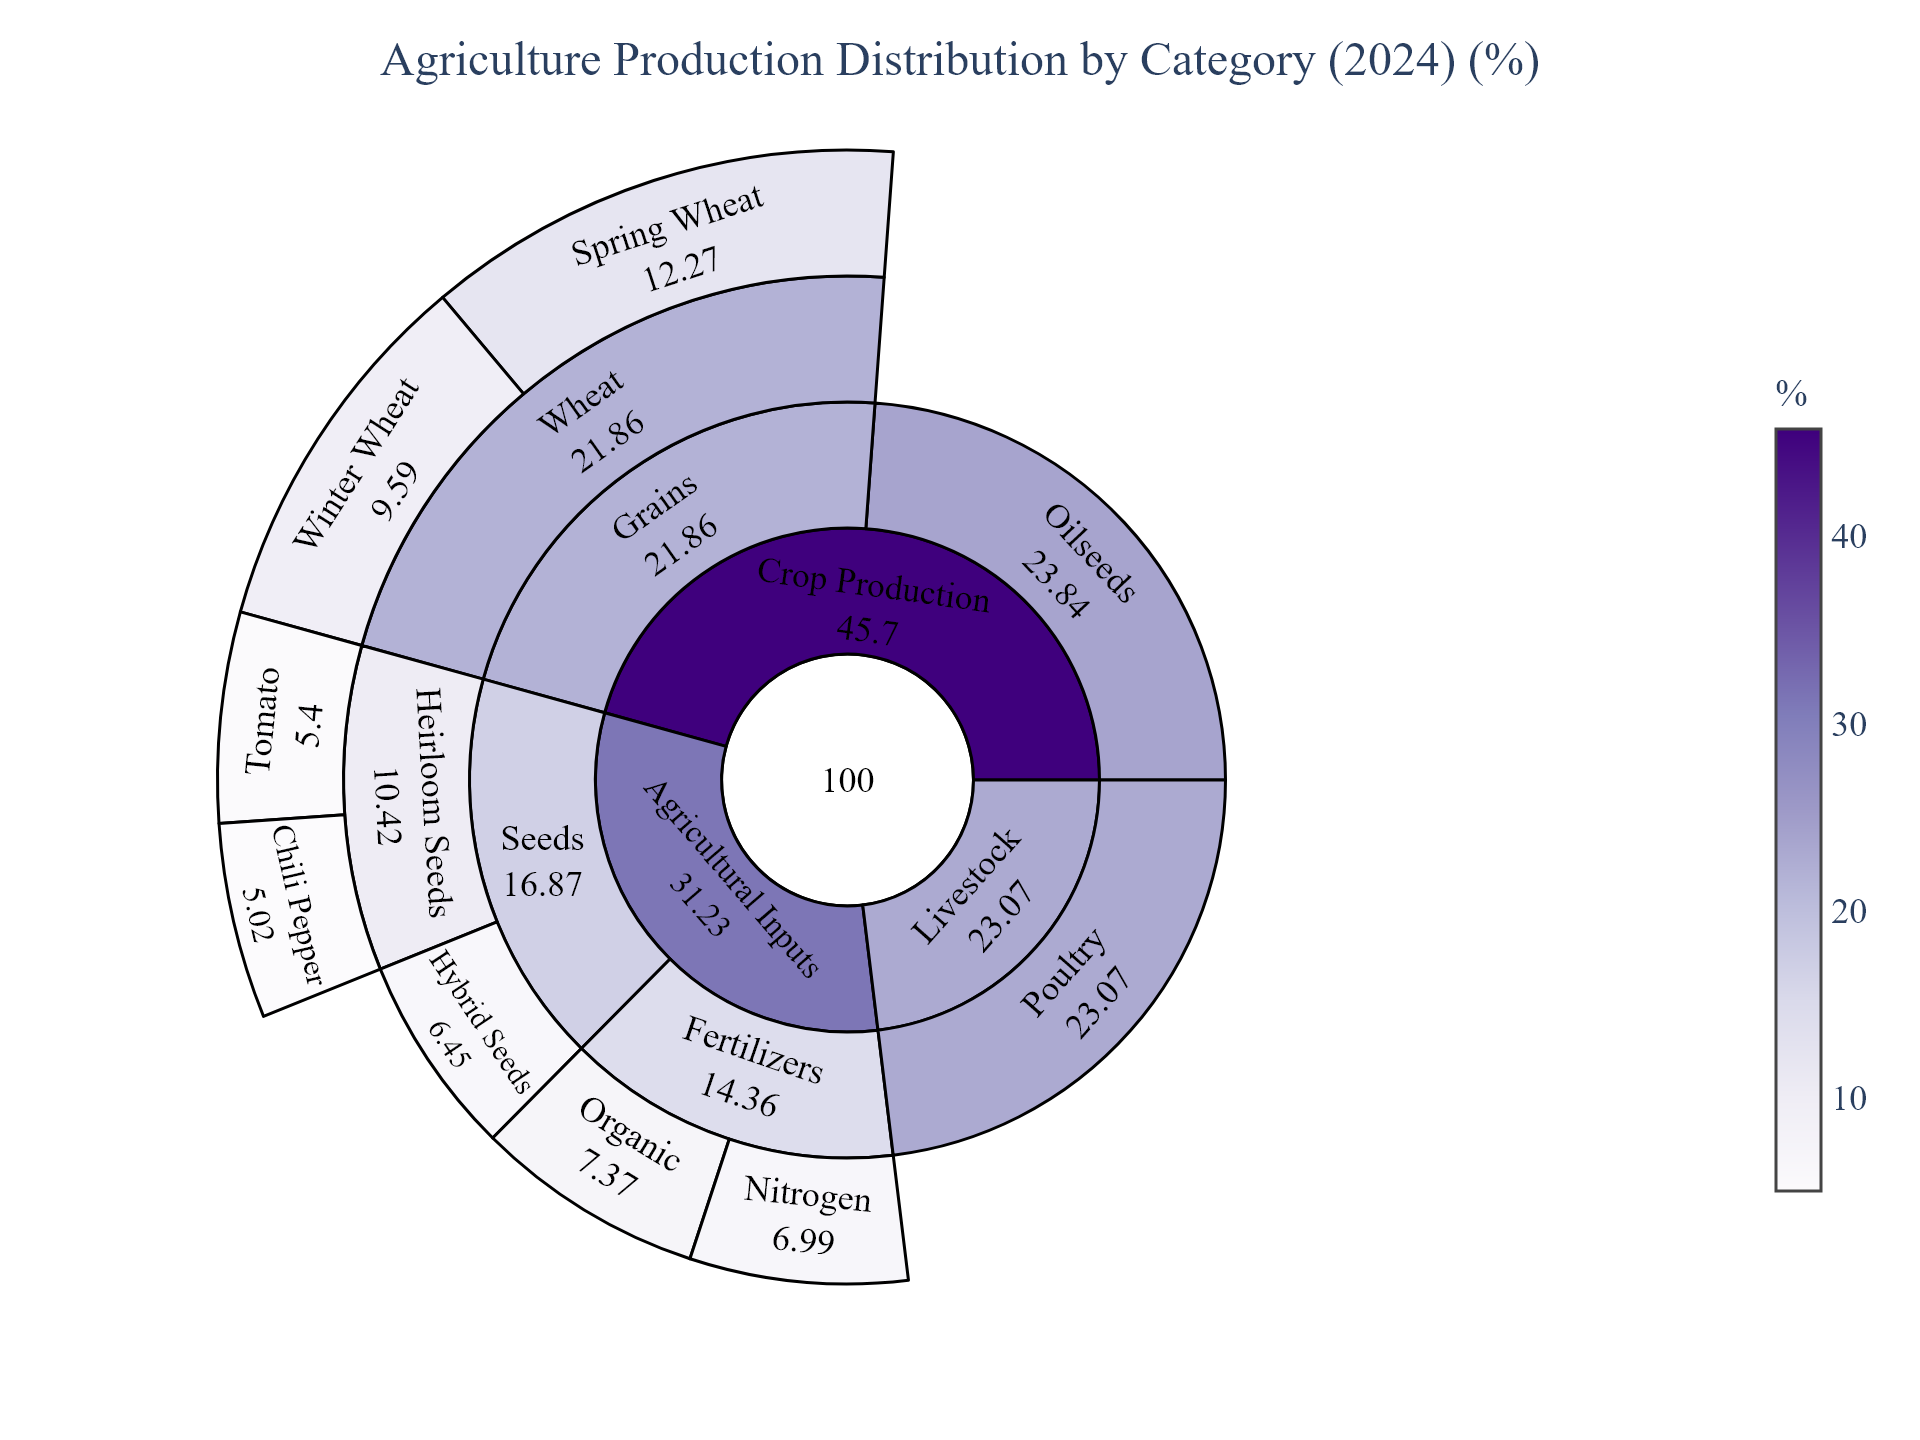 Agriculture Production Distribution by Category (2024) (%)
Spring Wheat
12.27
Winter Wheat
9.59
Wheat
21.86
Grains
21.86
Oilseeds
23.84
Crop Production
45.7
Tomato
5.4
Heirloom Seeds
10.42
Chili Pepper
5.02
Seeds
16.87
Agricultural Inputs
31.23
100
Livestock
23.07
Poultry
23.07
Hybrid Seeds
6.45
Fertilizers
14.36
Organic
7.37
Nitrogen
6.99
%
40
30
20
10